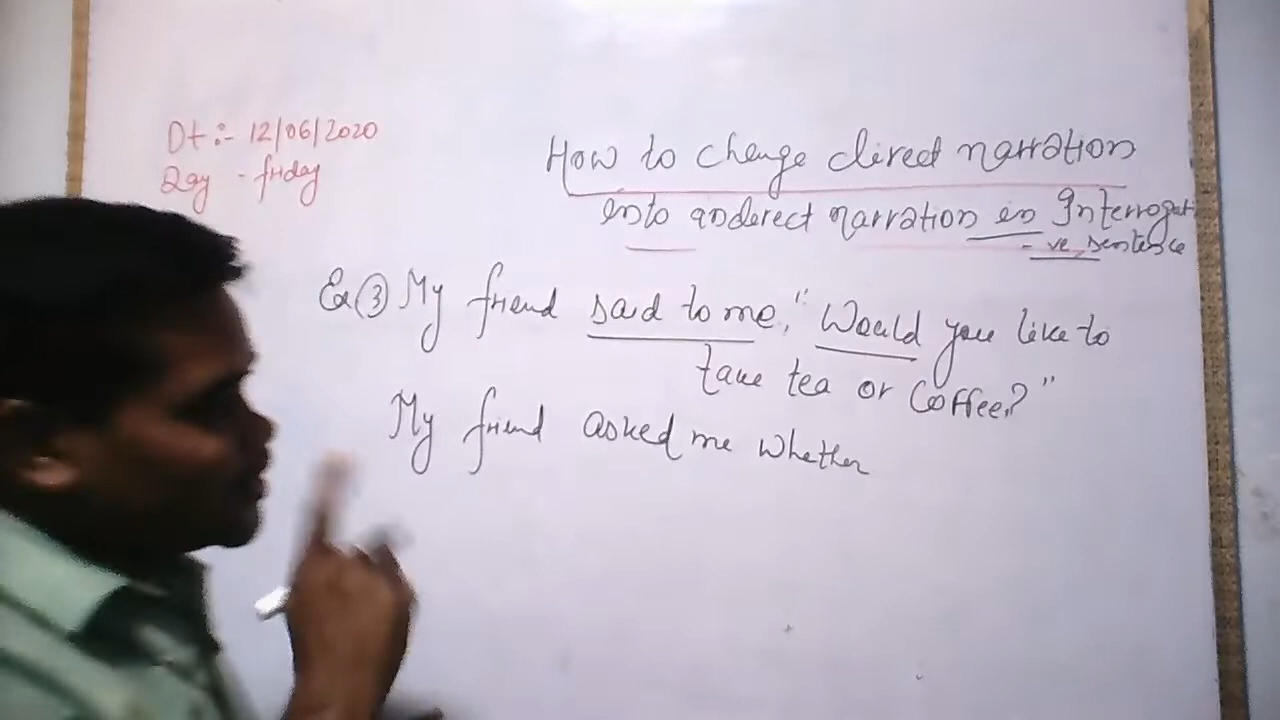 Dt :- 12/06/2020
Day - friday
How to change direct narration
into indirect narration in Interrogati
- ve, sentence
Ex (3) My friend said to me, "Would you like to
take tea or Coffee?"
My friend asked me whether